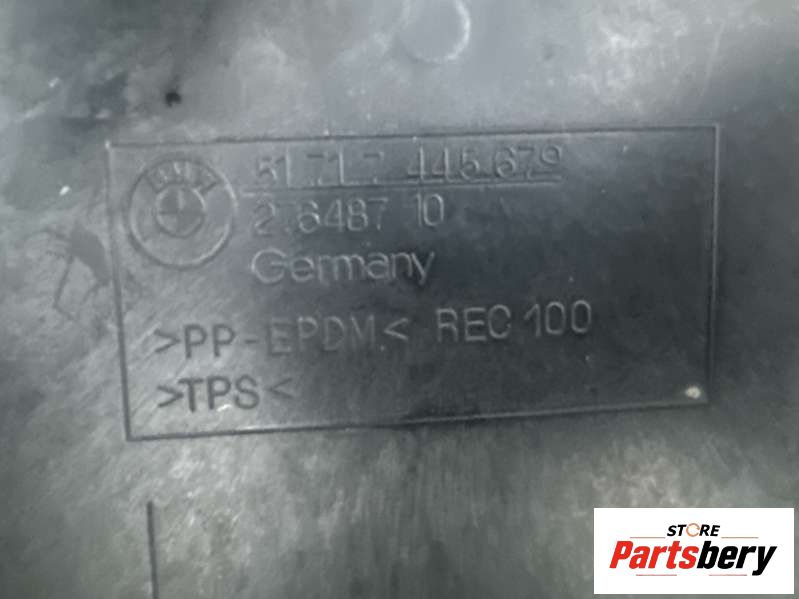 BMW
51.71.7 445.679
2.6487 10
Germany
>PP-EPDM< REC 100
>TPS<
STORE
Partsbery